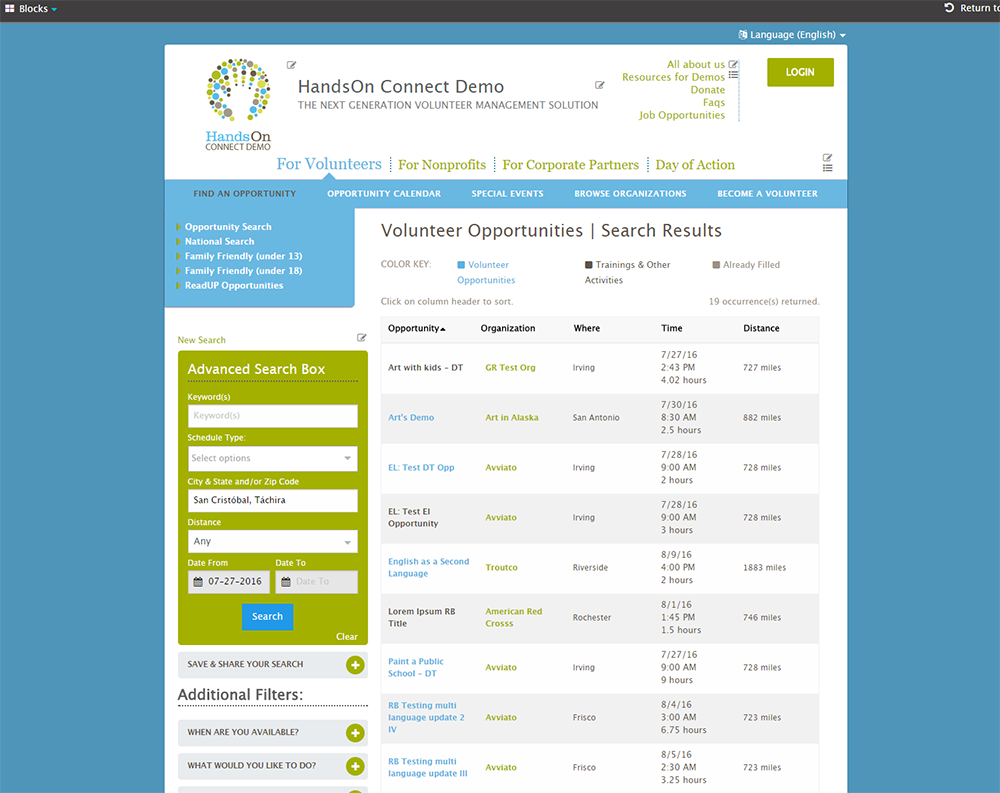 Blocks
Return to
Language (English)
HandsOn
CONNECT DEMO
HandsOn Connect Demo
THE NEXT GENERATION VOLUNTEER MANAGEMENT SOLUTION
All about us
Resources for Demos
Donate
Faqs
Job Opportunities
LOGIN
For Volunteers For Nonprofits For Corporate Partners Day of Action
FIND AN OPPORTUNITY OPPORTUNITY CALENDAR SPECIAL EVENTS BROWSE ORGANIZATIONS BECOME A VOLUNTEER
Opportunity Search
National Search
Family Friendly (under 13)
Family Friendly (under 18)
ReadUP Opportunities
New Search
Advanced Search Box
Keyword(s)
Keyword(s)
Schedule Type:
Select options
City & State and/or Zip Code
San Cristóbal, Táchira
Distance
Any
Date From Date To
07-27-2016 Date To
Search
Clear
SAVE & SHARE YOUR SEARCH
Additional Filters:
WHEN ARE YOU AVAILABLE?
WHAT WOULD YOU LIKE TO DO?
Volunteer Opportunities | Search Results
COLOR KEY:
Volunteer
Opportunities
Trainings & Other
Activities
Already Filled
Click on column header to sort. 19 occurrence(s) returned.
Opportunity Organization Where Time Distance
Art with kids - DT
GR Test Org
Irving
7/27/16
2:43 PM
4.02 hours
727 miles
Art's Demo
Art in Alaska
San Antonio
7/30/16
8:30 AM
2.5 hours
882 miles
EL: Test DT Opp
Avviato
Irving
7/28/16
9:00 AM
2 hours
728 miles
EL: Test EI
Opportunity
Avviato
Irving
7/28/16
9:00 AM
3 hours
728 miles
English as a Second
Language
Troutco
Riverside
8/9/16
4:00 PM
2 hours
1883 miles
Lorem Ipsum RB
Title
American Red
Crosss
Rochester
8/1/16
1:45 PM
1.5 hours
746 miles
Paint a Public
School - DT
Avviato
Irving
7/27/16
9:00 AM
9 hours
728 miles
RB Testing multi
language update 2
IV
Avviato
Frisco
8/4/16
3:00 AM
6.75 hours
723 miles
RB Testing multi
language update III
Avviato
Frisco
8/5/16
2:30 AM
3.25 hours
723 miles